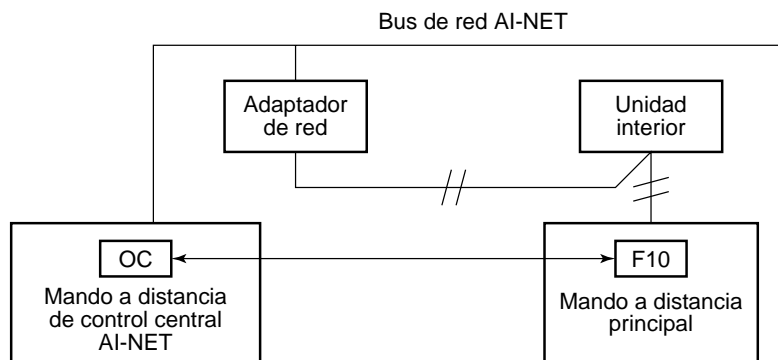 Bus de red AI-NET
Adaptador
de red
Unidad
interior
OC
F10
Mando a distancia
de control central
AI-NET
Mando a distancia
principal